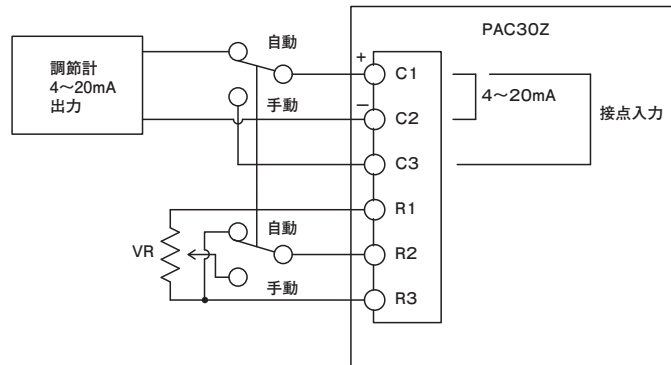 PAC30Z
調節計
4〜20mA
出力
自動
手動
+
−
C1
C2
C3
R1
R2
R3
4〜20mA
接点入力
VR
自動
手動